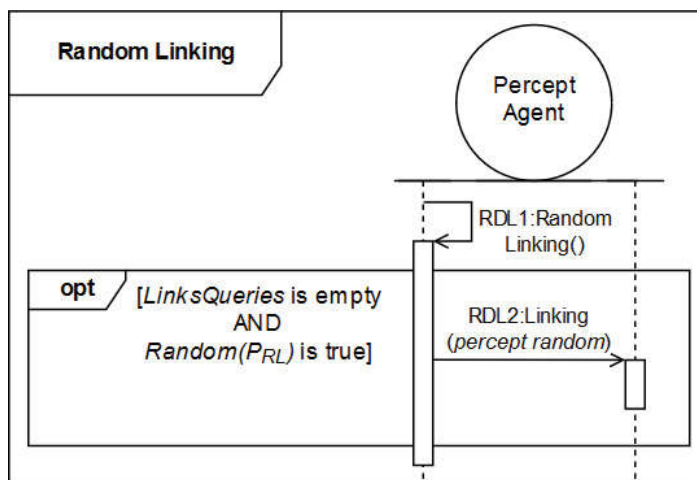 Random Linking
Percept
Agent
RDL1:Random
Linking()
opt
[LinksQueries is empty
AND
Random(PRL) is true]
RDL2:Linking
(percept random)